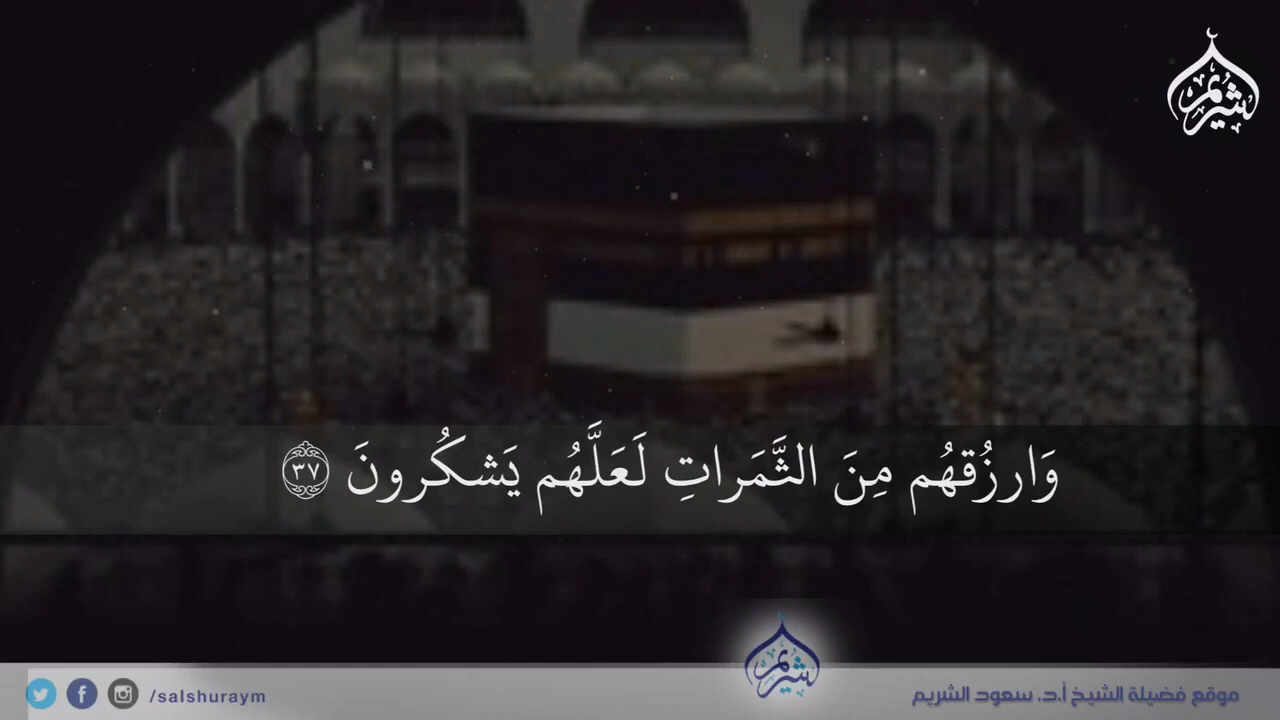 شريم
وَارزُقهُم مِنَ الثَّمَراتِ لَعَلَّهُم يَشكُرونَ ٣٧
شريم
/salshuraym
موقع فضيلة الشيخ أ.د. سعود الشريم